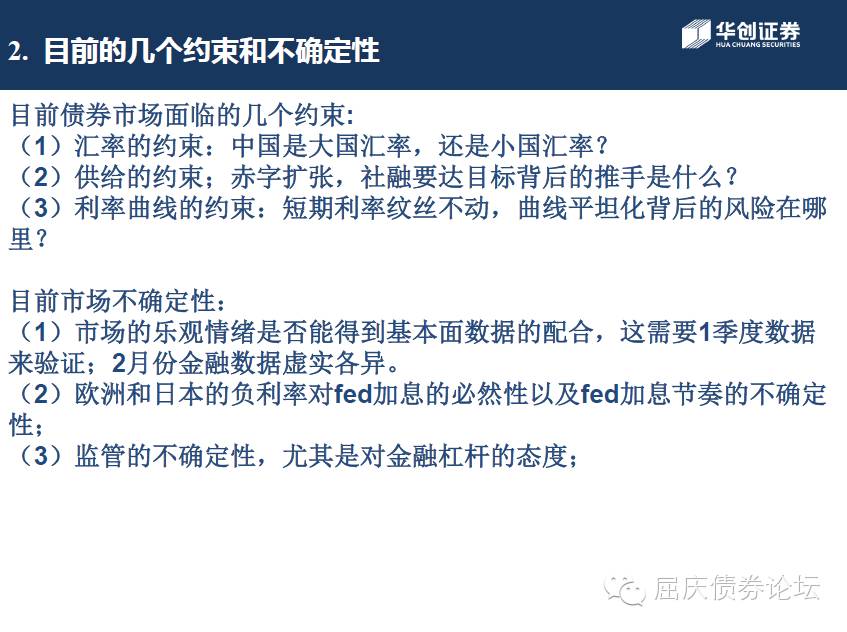 2. 目前的几个约束和不确定性
华创证券
HUA CHUANG SECURITIES
目前债券市场面临的几个约束:
（1）汇率的约束：中国是大国汇率，还是小国汇率？
（2）供给的约束；赤字扩张，社融要达目标背后的推手是什么？
（3）利率曲线的约束：短期利率纹丝不动，曲线平坦化背后的风险在哪
里？
目前市场不确定性：
（1）市场的乐观情绪是否能得到基本面数据的配合，这需要1季度数据
来验证；2月份金融数据虚实各异。
（2）欧洲和日本的负利率对fed加息的必然性以及fed加息节奏的不确定
性；
（3）监管的不确定性，尤其是对金融杠杆的态度；
屈庆债券论坛